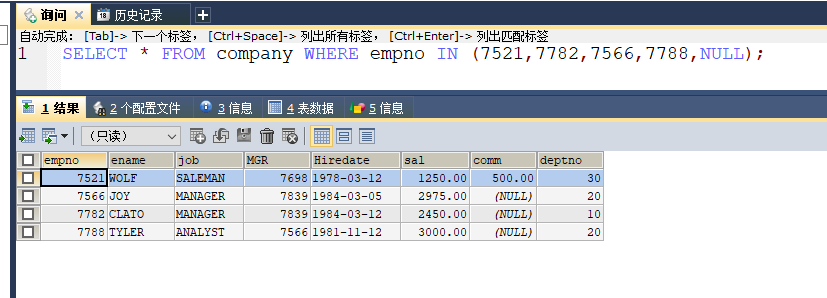 询问 历史记录
自动完成： [Tab]-> 下一个标签， [Ctrl+Space]-> 列出所有标签， [Ctrl+Enter]-> 列出匹配标签
1 SELECT * FROM company WHERE empno IN (7521,7782,7566,7788,NULL);
1 结果 2 个配置文件 3 信息 4 表数据 5 信息
（只读）
empno ename job MGR Hiredate sal comm deptno
7521 WOLF SALEMAN 7698 1978-03-12 1250.00 500.00 30
7566 JOY MANAGER 7839 1984-03-05 2975.00 (NULL) 20
7782 CLATO MANAGER 7839 1984-03-12 2450.00 (NULL) 10
7788 TYLER ANALYST 7566 1981-11-12 3000.00 (NULL) 20